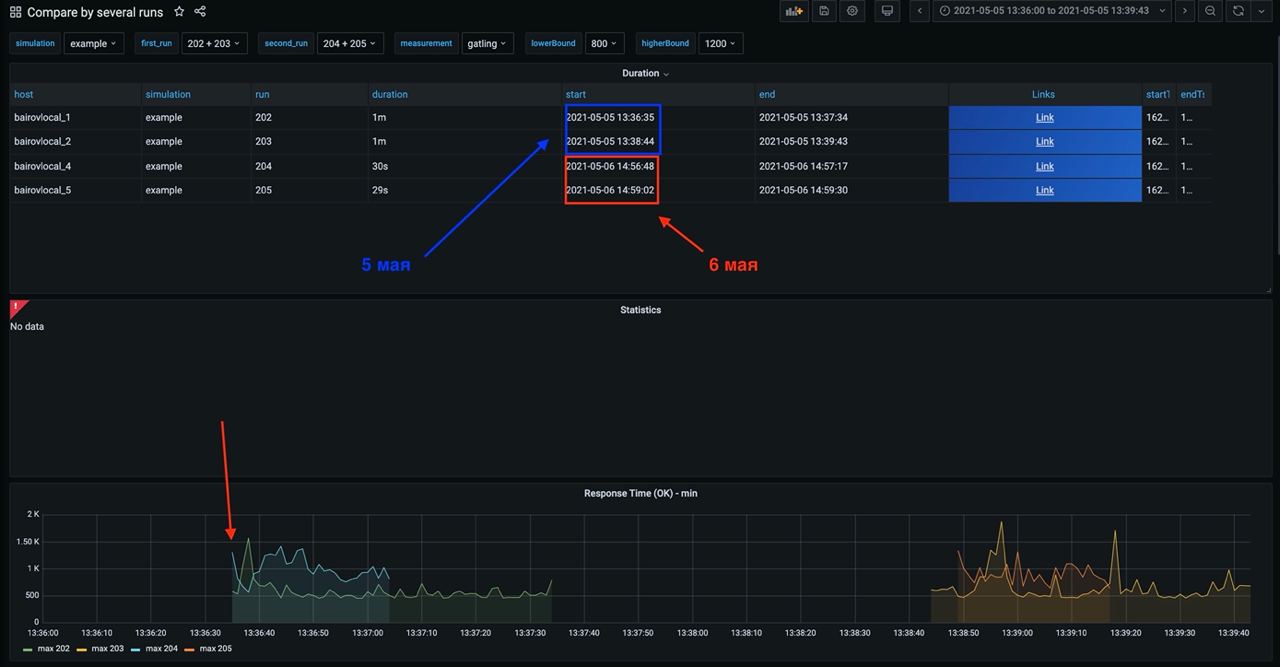 Compare by several runs
2021-05-05 13:36:00 to 2021-05-05 13:39:43
simulation example first_run 202 + 203 second_run 204 + 205 measurement gatling lowerBound 800 higherBound 1200
Duration
host simulation run duration start end Links startT endTs
bairovlocal_1 example 202 1m 2021-05-05 13:36:35 2021-05-05 13:37:34 Link 162... 1...
bairovlocal_2 example 203 1m 2021-05-05 13:38:44 2021-05-05 13:39:43 Link 162... 1...
bairovlocal_4 example 204 30s 2021-05-06 14:56:48 2021-05-06 14:57:17 Link 162... 1...
bairovlocal_5 example 205 29s 2021-05-06 14:59:02 2021-05-06 14:59:30 Link 162... 1...
5 мая 6 мая
!
Statistics
No data
Response Time (OK) - min
2 K
1.50 K
1 K
500
0
13:36:00 13:36:10 13:36:20 13:36:30 13:36:40 13:36:50 13:37:00 13:37:10 13:37:20 13:37:30 13:37:40 13:37:50 13:38:00 13:38:10 13:38:20 13:38:30 13:38:40 13:38:50 13:39:00 13:39:10 13:39:20 13:39:30 13:39:40
max 202 max 203 max 204 max 205